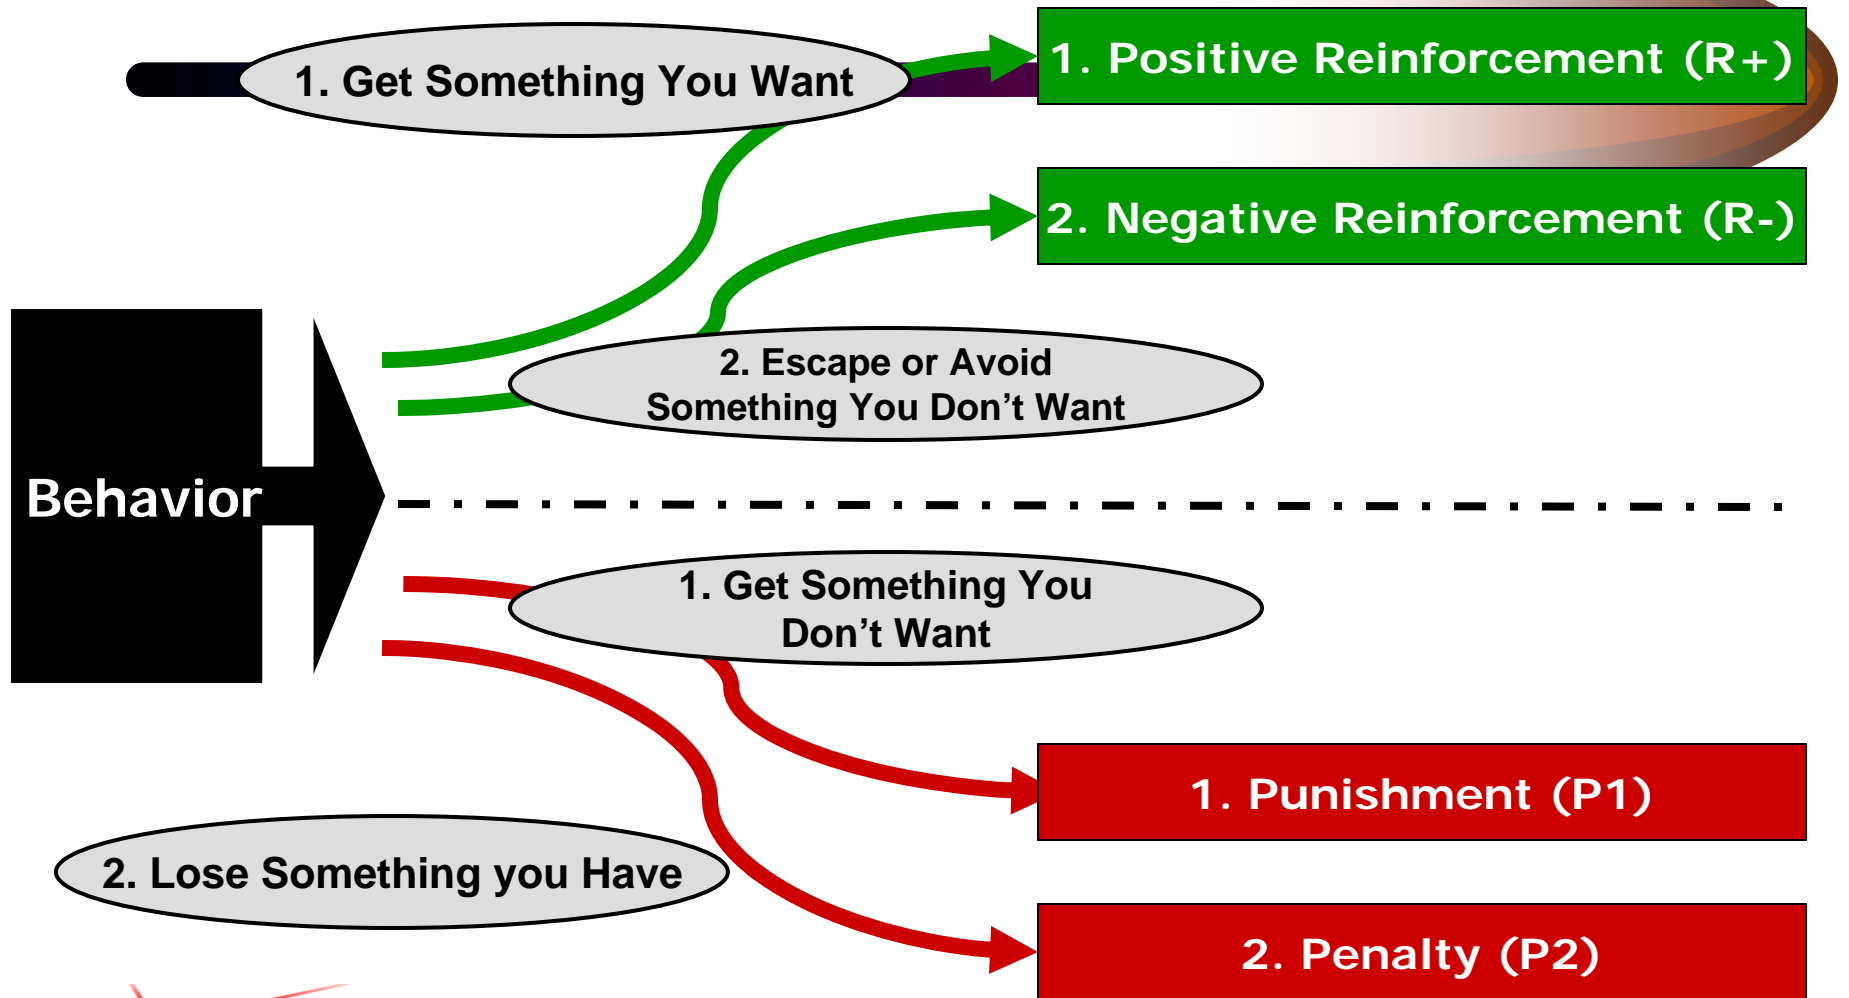 1. Get Something You Want
1. Positive Reinforcement (R+)
2. Negative Reinforcement (R-)
2. Escape or Avoid
Something You Don’t Want
Behavior
1. Get Something You
Don’t Want
1. Punishment (P1)
2. Lose Something you Have
2. Penalty (P2)